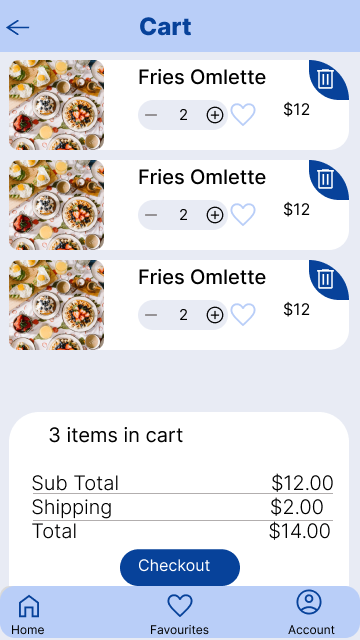 Cart
Fries Omlette
2
$12
Fries Omlette
2
$12
Fries Omlette
2
$12
3 items in cart
Sub Total $12.00
Shipping $2.00
Total $14.00
Checkout
Home Favourites Account